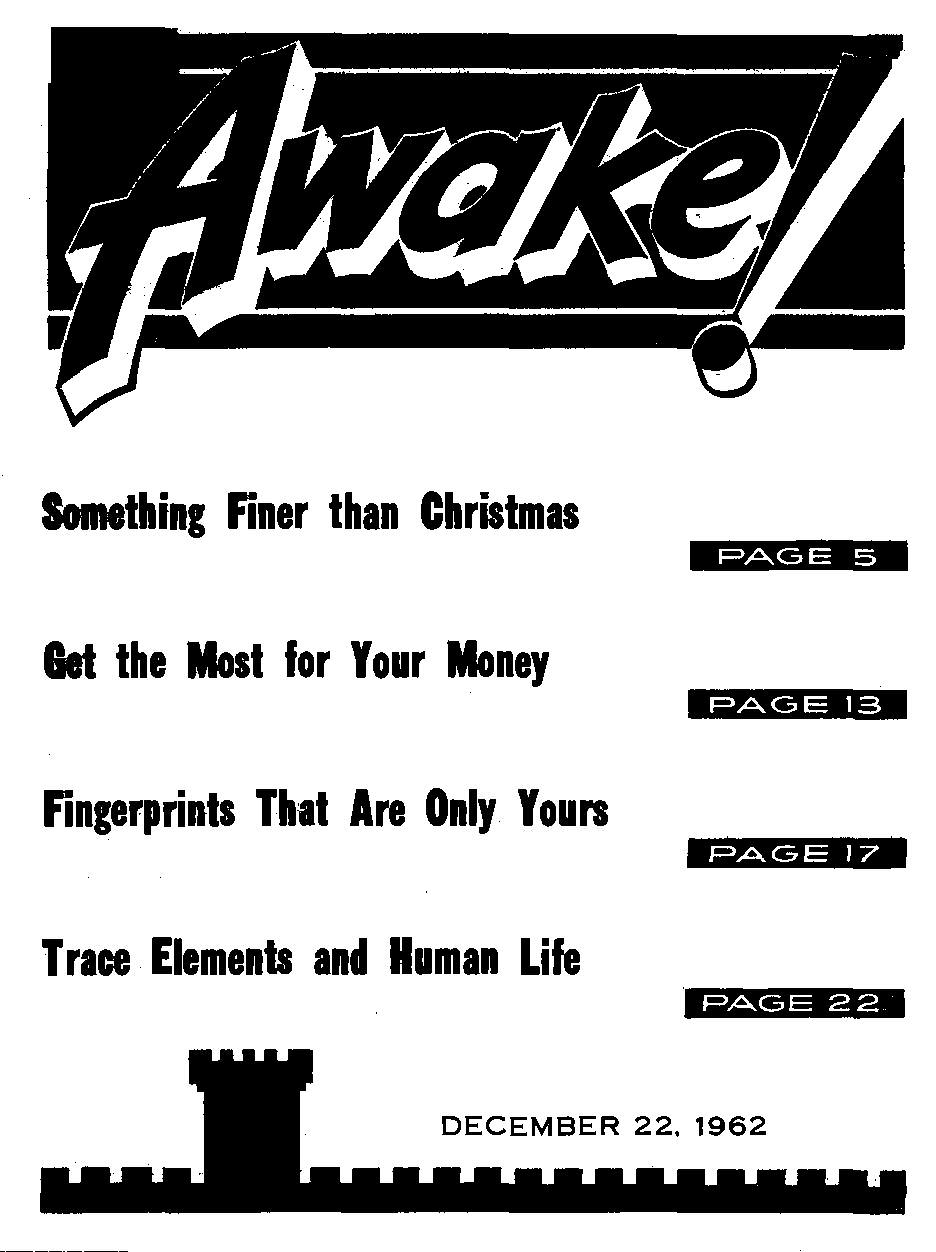 Awake!
Something Finer than Christmas
PAGE 5
Get the Most for Your Money
PAGE 13
Fingerprints That Are Only Yours
PAGE 17
Trace Elements and Human Life
PAGE 22
DECEMBER 22, 1962